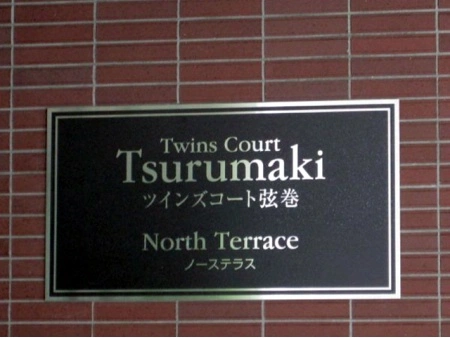 Twins Court
Tsurumaki
ツインズコート弦巻
North Terrace
ノーステラス